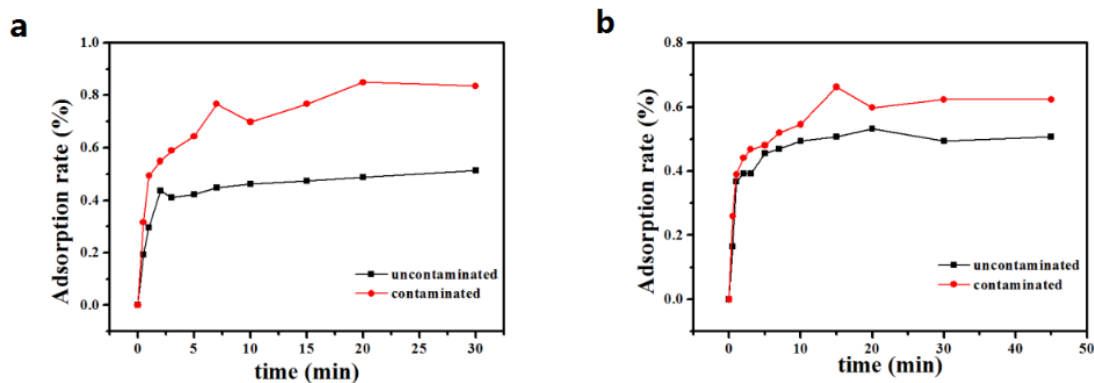 a
Adsorption rate (%)
1.0
0.8
0.6
0.4
0.2
0.0
uncontaminated
contaminated
0 5 10 15 20 25 30
time (min)
b
Adsorption rate (%)
0.8
0.6
0.4
0.2
0.0
uncontaminated
contaminated
0 10 20 30 40 50
time (min)